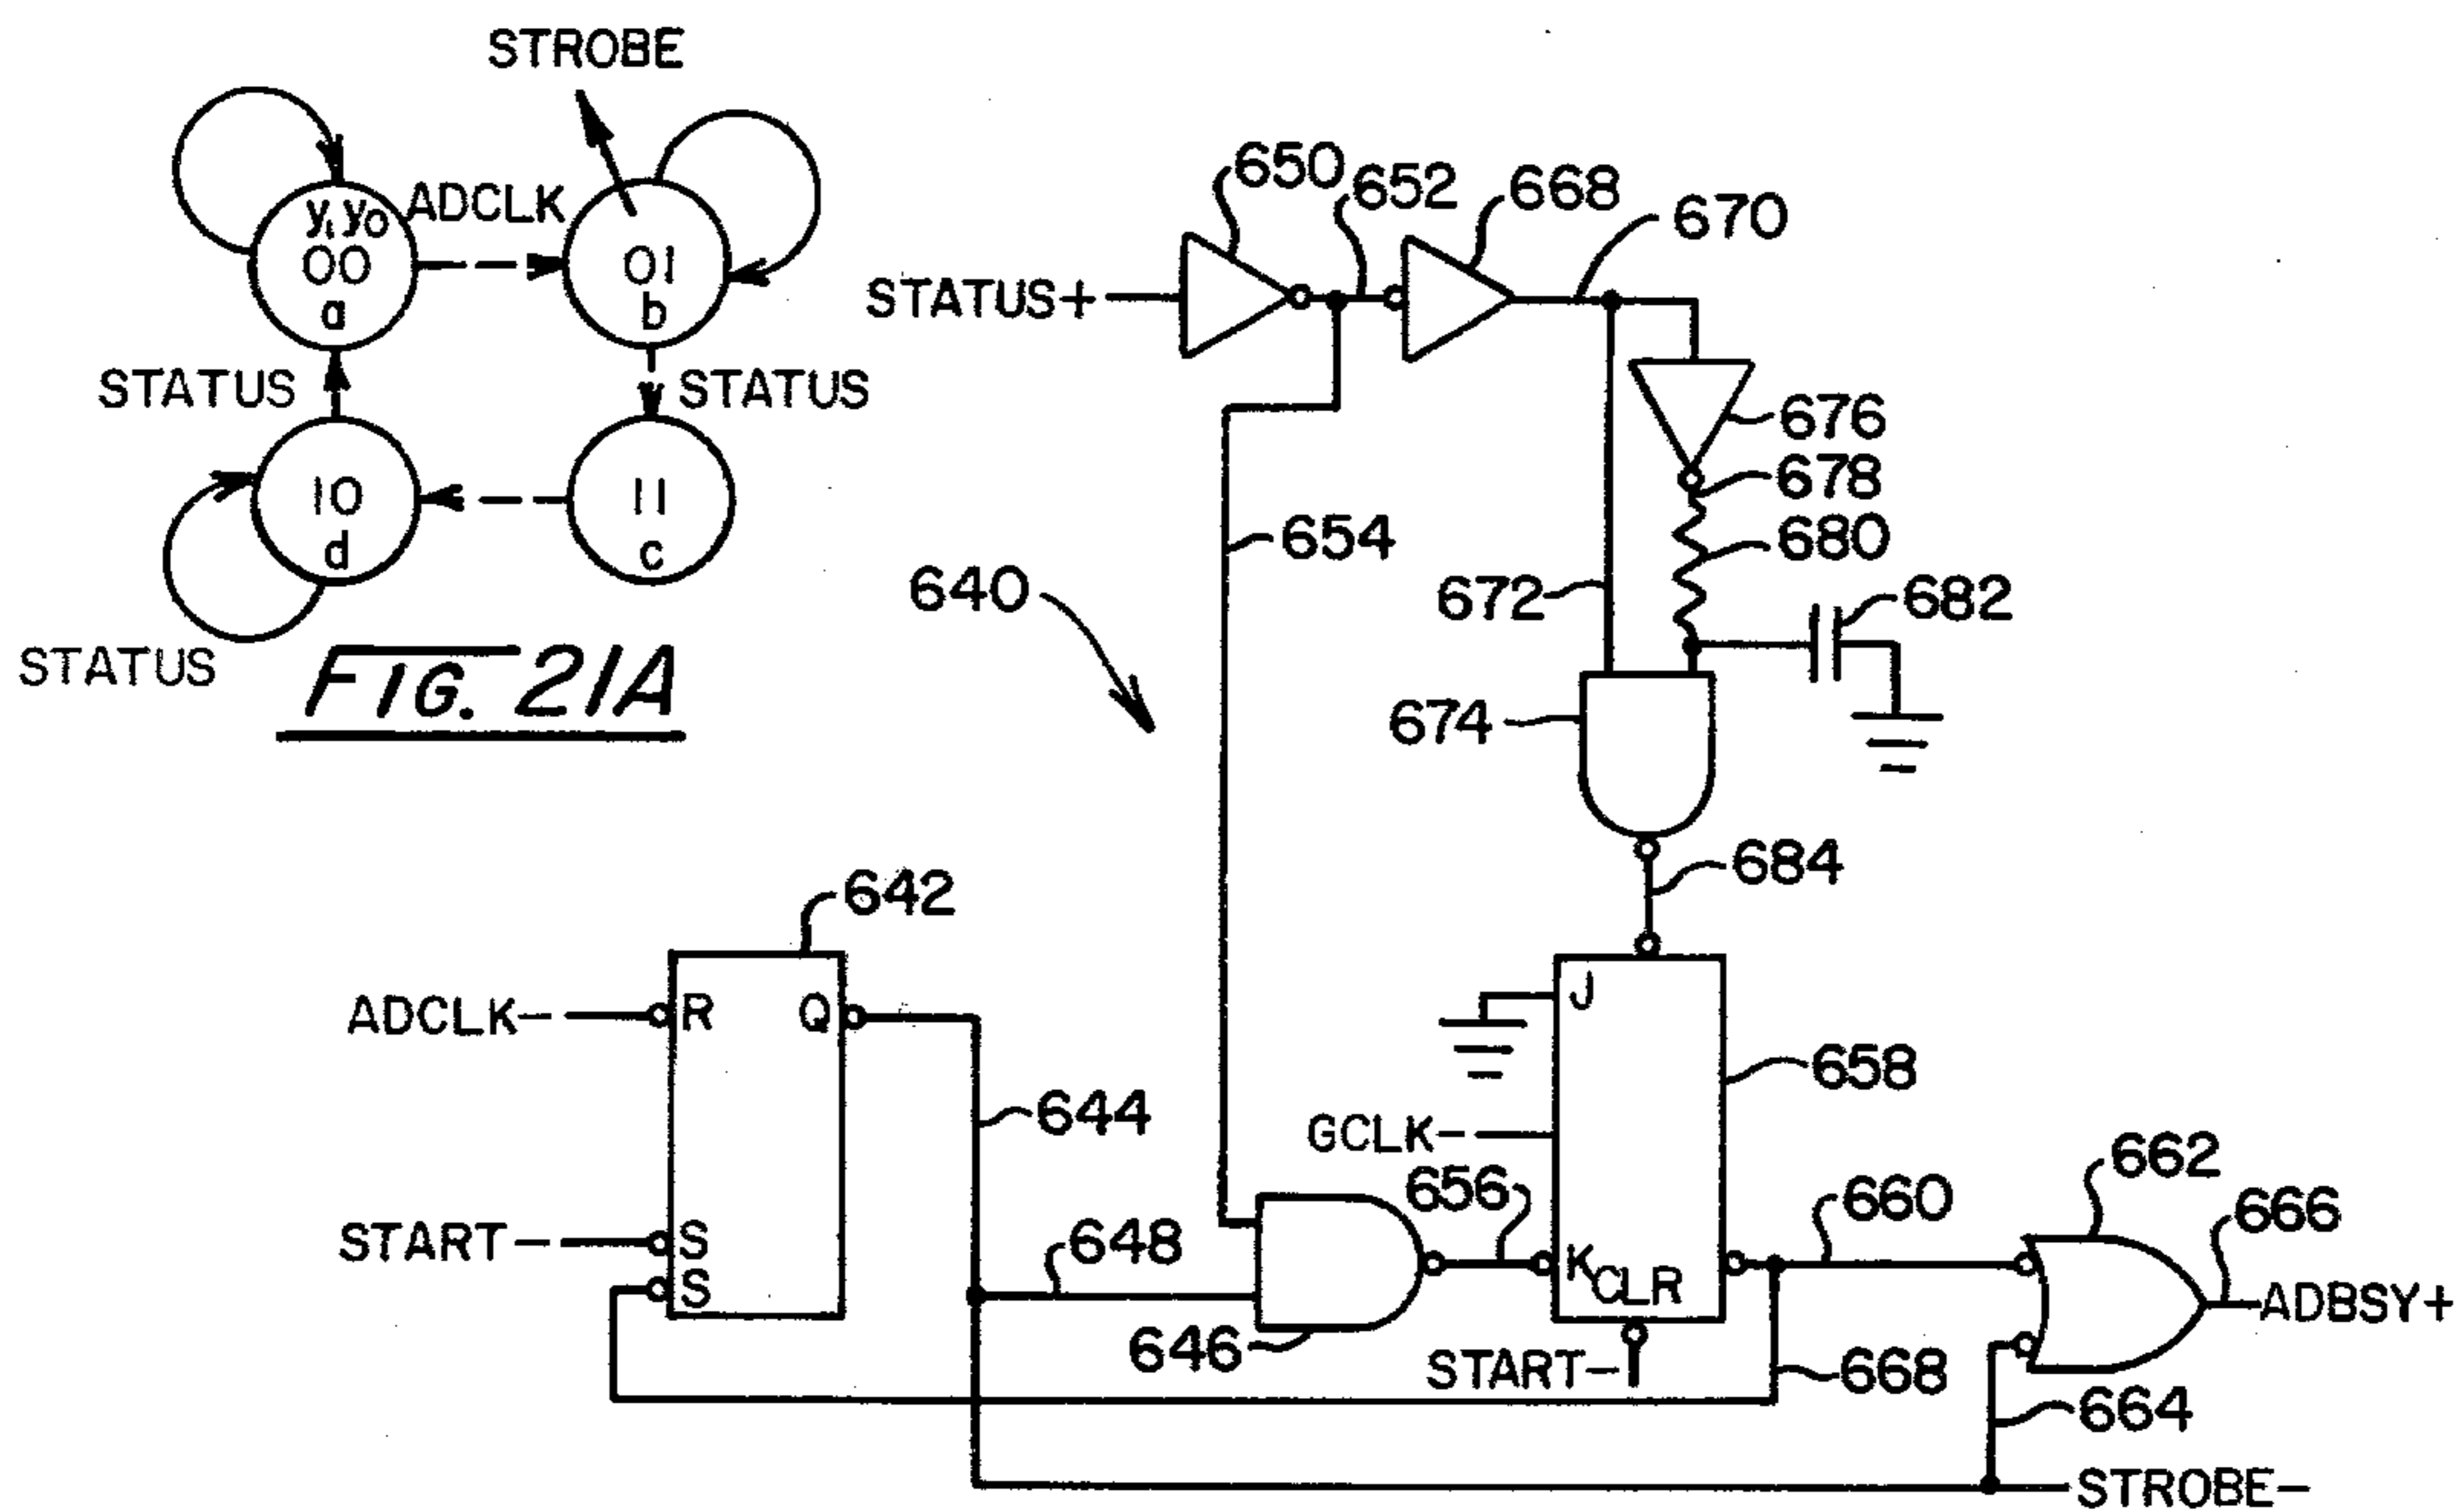 STROBE
y1 y0
ADCLK
00
a
01
b
STATUS
STATUS
10
d
11
c
STATUS
FIG. 21A
650
652
668
670
STATUS+
676
678
680
654
672
682
640
674
684
642
ADCLK-
R
Q
J
658
644
GCLK-
656
START-
S
S
648
K
CLR
660
662
666
ADBSY+
646
START-
668
664
STROBE-